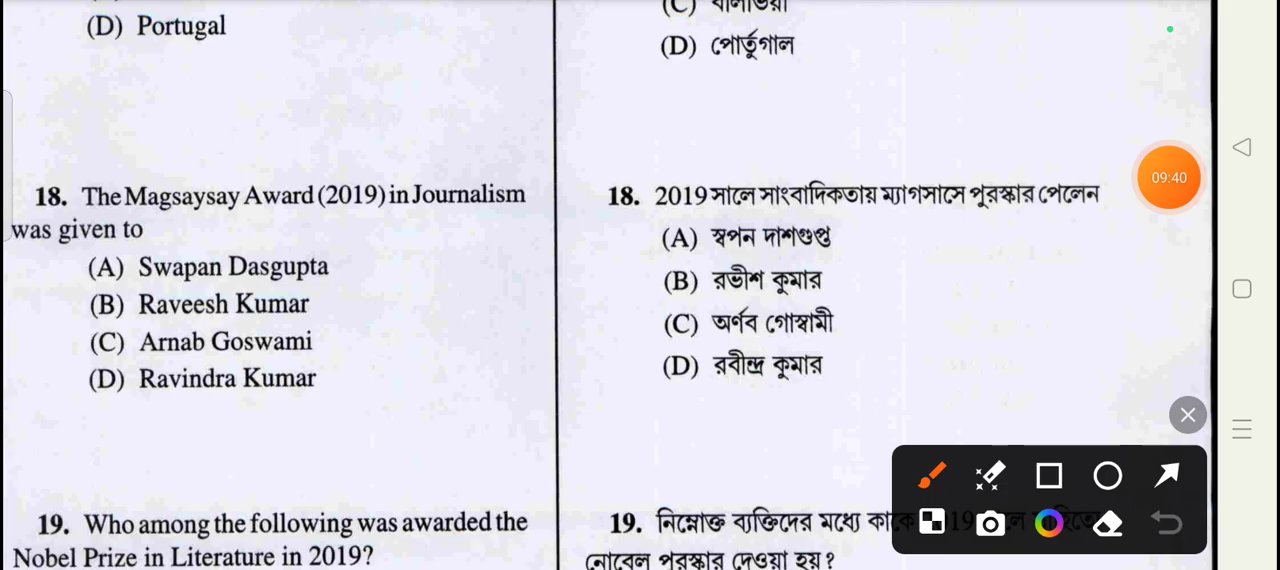 (D) Portugal
18. The Magsaysay Award (2019) in Journalism
was given to
(A) Swapan Dasgupta
(B) Raveesh Kumar
(C) Arnab Goswami
(D) Ravindra Kumar
19. Who among the following was awarded the
Nobel Prize in Literature in 2019?
(C)
(D) পোর্তুগাল
18. 2019 সালে সাংবাদিকতায় ম্যাগসাসে পুরস্কার পেলেন
(A) স্বপন দাশগুপ্ত
(B) রভীশ কুমার
(C) অর্ণব গোস্বামী
(D) রবীন্দ্র কুমার
19. নিম্নোক্ত ব্যক্তিদের মধ্যে
নোবেল পুরস্কার দেওয়া হয়?
09:40